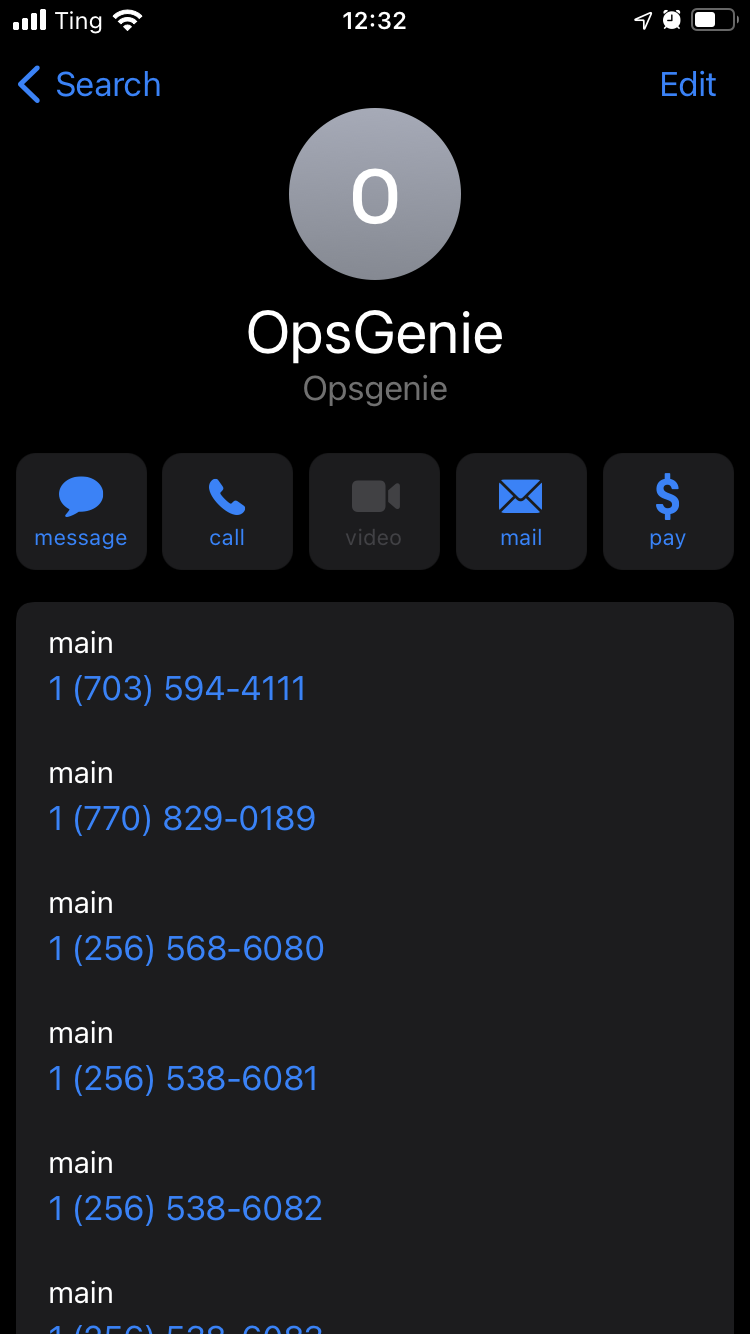 Ting 12:32
Search Edit
O
OpsGenie
Opsgenie
message call video mail pay
main
1 (703) 594-4111
main
1 (770) 829-0189
main
1 (256) 568-6080
main
1 (256) 538-6081
main
1 (256) 538-6082
main